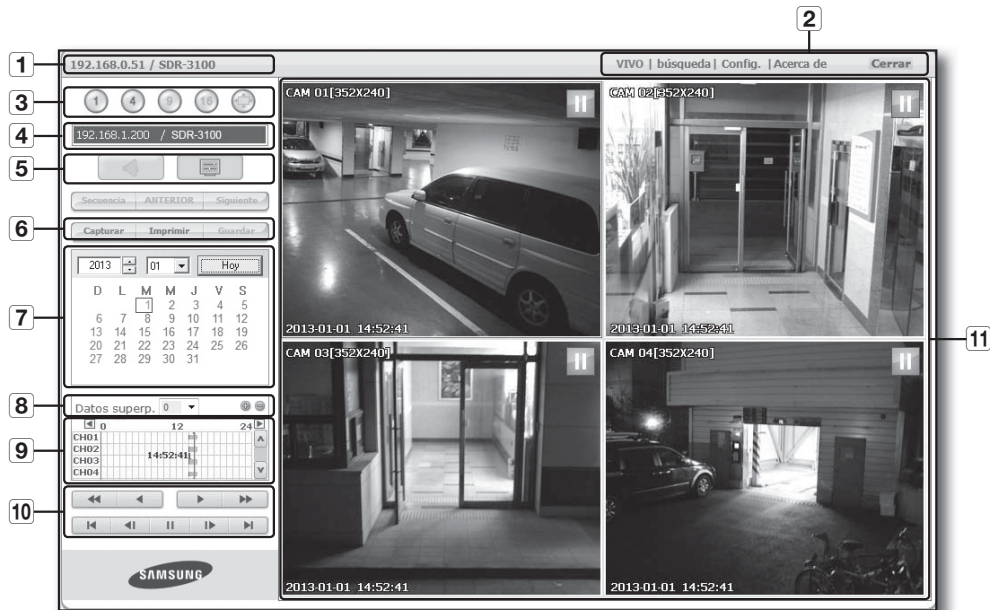 2
1
192.168.0.51 / SDR-3100
VIVO | búsqueda | Config. | Acerca de Cerrar
3
1 4 9 16
4
192.168.1.200 / SDR-3100
5
Secuencia ANTERIOR Siguiente
6
Capturar Imprimir Guardar
7
2013 01 Hoy
D L M M J V S
1 2 3 4 5
6 7 8 9 10 11 12
13 14 15 16 17 18 19
20 21 22 23 24 25 26
27 28 29 30 31
8
Datos superp. 0
9
0 12 24
CH01
CH02
14:52:41
CH03
CH04
10
SAMSUNG
CAM 01[352X240]
2013-01-01 14:52:41
CAM 02[352X240]
2013-01-01 14:52:41
CAM 03[352X240]
2013-01-01 14:52:41
CAM 04[352X240]
2013-01-01 14:52:41
11